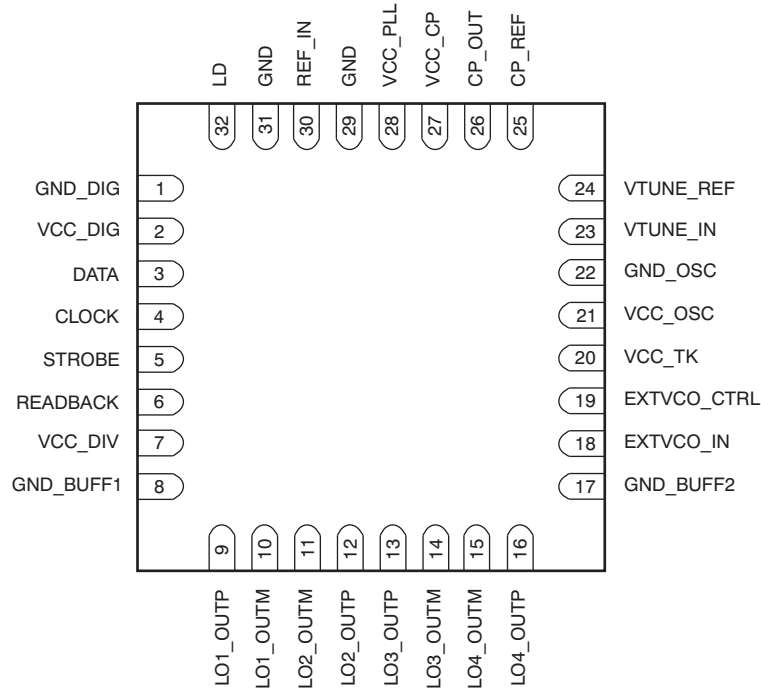 LD
GND
REF_IN
GND
VCC_PLL
VCC_CP
CP_OUT
CP_REF
32
31
30
29
28
27
26
25
GND_DIG 1
VCC_DIG 2
DATA 3
CLOCK 4
STROBE 5
READBACK 6
VCC_DIV 7
GND_BUFF1 8
24 VTUNE_REF
23 VTUNE_IN
22 GND_OSC
21 VCC_OSC
20 VCC_TK
19 EXTVCO_CTRL
18 EXTVCO_IN
17 GND_BUFF2
9
10
11
12
13
14
15
16
LO1_OUTP
LO1_OUTM
LO2_OUTM
LO2_OUTP
LO3_OUTP
LO3_OUTM
LO4_OUTM
LO4_OUTP